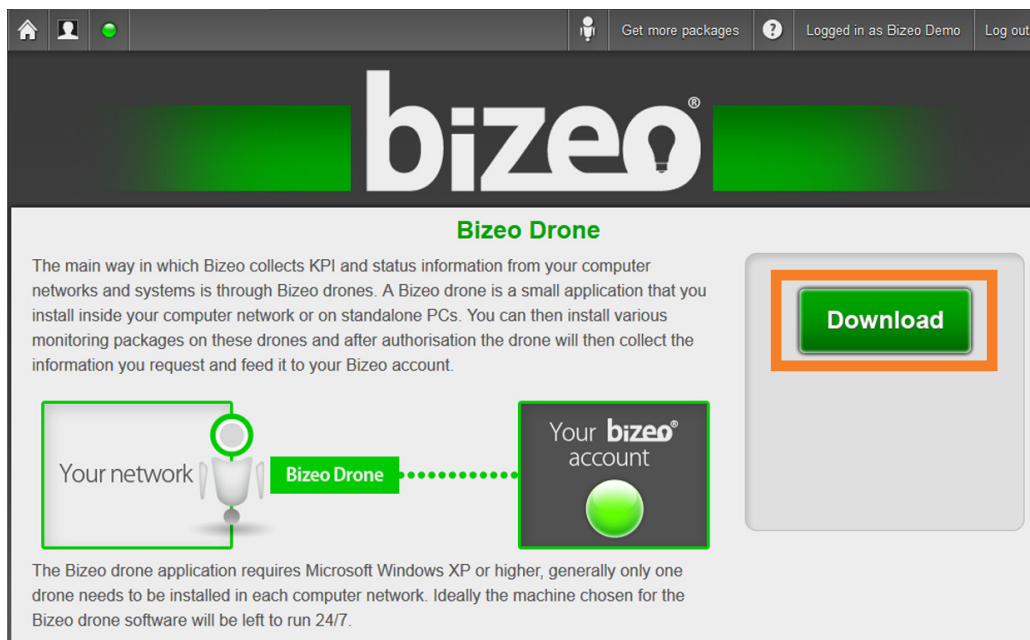 Get more packages
?
Logged in as Bizeo Demo
Log out
bizeo®
Bizeo Drone
The main way in which Bizeo collects KPI and status information from your computer
networks and systems is through Bizeo drones. A Bizeo drone is a small application that you
install inside your computer network or on standalone PCs. You can then install various
monitoring packages on these drones and after authorisation the drone will then collect the
information you request and feed it to your Bizeo account.
Download
Your network
Bizeo Drone
Your bizeo®
account
The Bizeo drone application requires Microsoft Windows XP or higher, generally only one
drone needs to be installed in each computer network. Ideally the machine chosen for the
Bizeo drone software will be left to run 24/7.